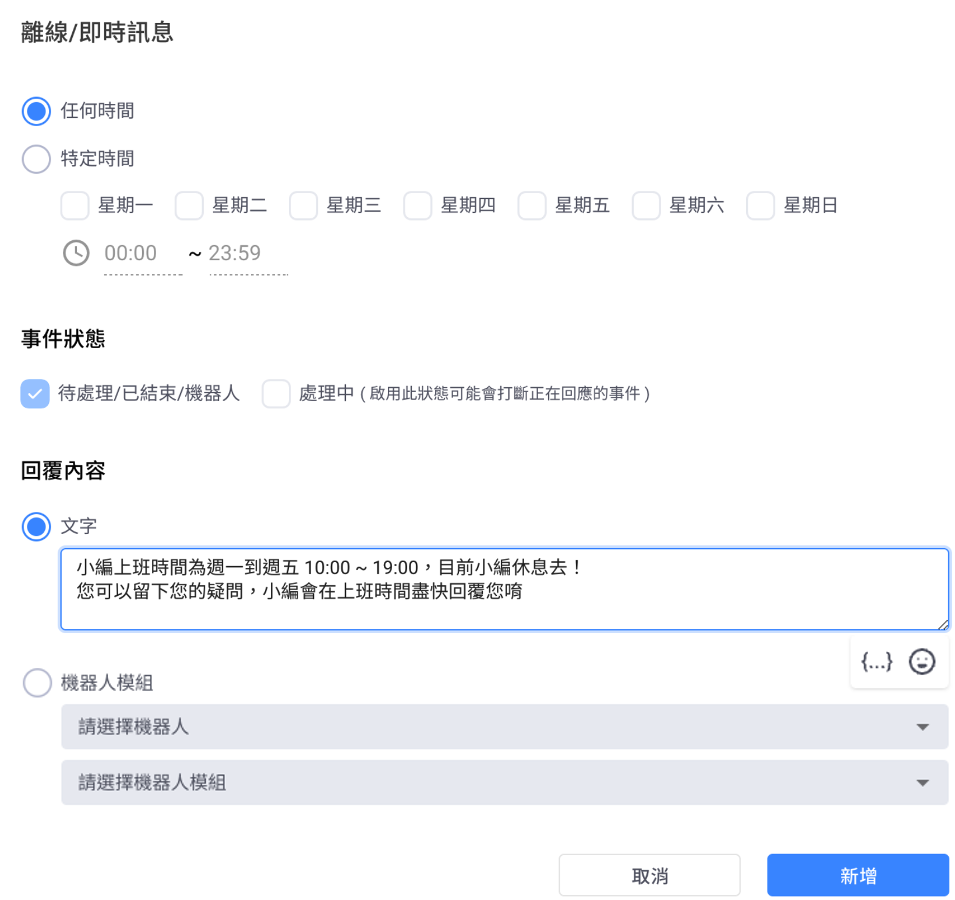 離線/即時訊息
任何時間
特定時間
星期一 星期二 星期三 星期四 星期五 星期六 星期日
00:00 ~ 23:59
事件狀態
待處理/已結束/機器人 處理中 ( 啟用此狀態可能會打斷正在回應的事件 )
回覆內容
文字
小編上班時間為週一到週五 10:00 ~ 19:00，目前小編休息去！
您可以留下您的疑問，小編會在上班時間盡快回覆您唷
{...}
機器人模組
請選擇機器人
請選擇機器人模組
取消 新增